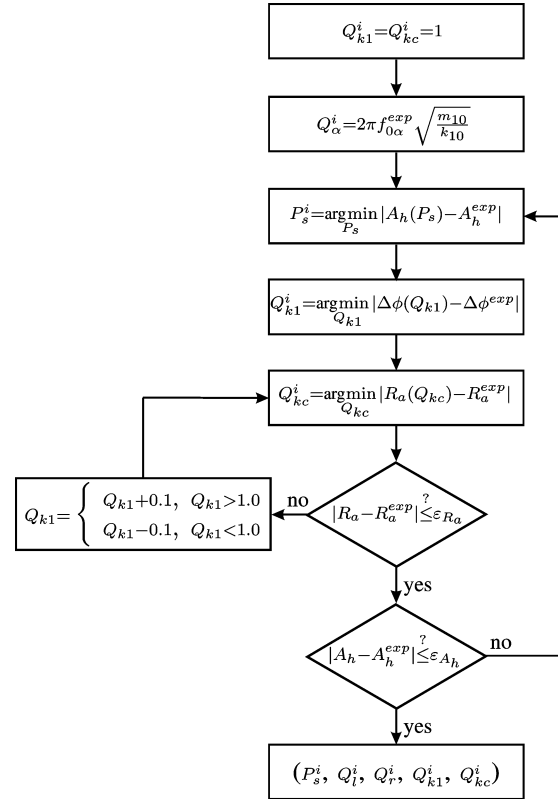 Q^i_{k1}=Q^i_{kc}=1
Q^i_α=2πf^{exp}_{0α}√(m_{10}/k_{10})
P^i_s=argmin_{P_s}|A_h(P_s)−A^{exp}_h|
Q^i_{k1}=argmin_{Q_{k1}}|Δϕ(Q_{k1})−Δϕ^{exp}|
Q^i_{kc}=argmin_{Q_{kc}}|R_a(Q_{kc})−R^{exp}_a|
Q_{k1}={ Q_{k1}+0.1, Q_{k1}>1.0
Q_{k1}−0.1, Q_{k1}<1.0
no
|R_a−R^{exp}_a|≤^?ε_{R_a}
yes
|A_h−A^{exp}_h|≤^?ε_{A_h}
no
yes
(P^i_s, Q^i_l, Q^i_r, Q^i_{k1}, Q^i_{kc})